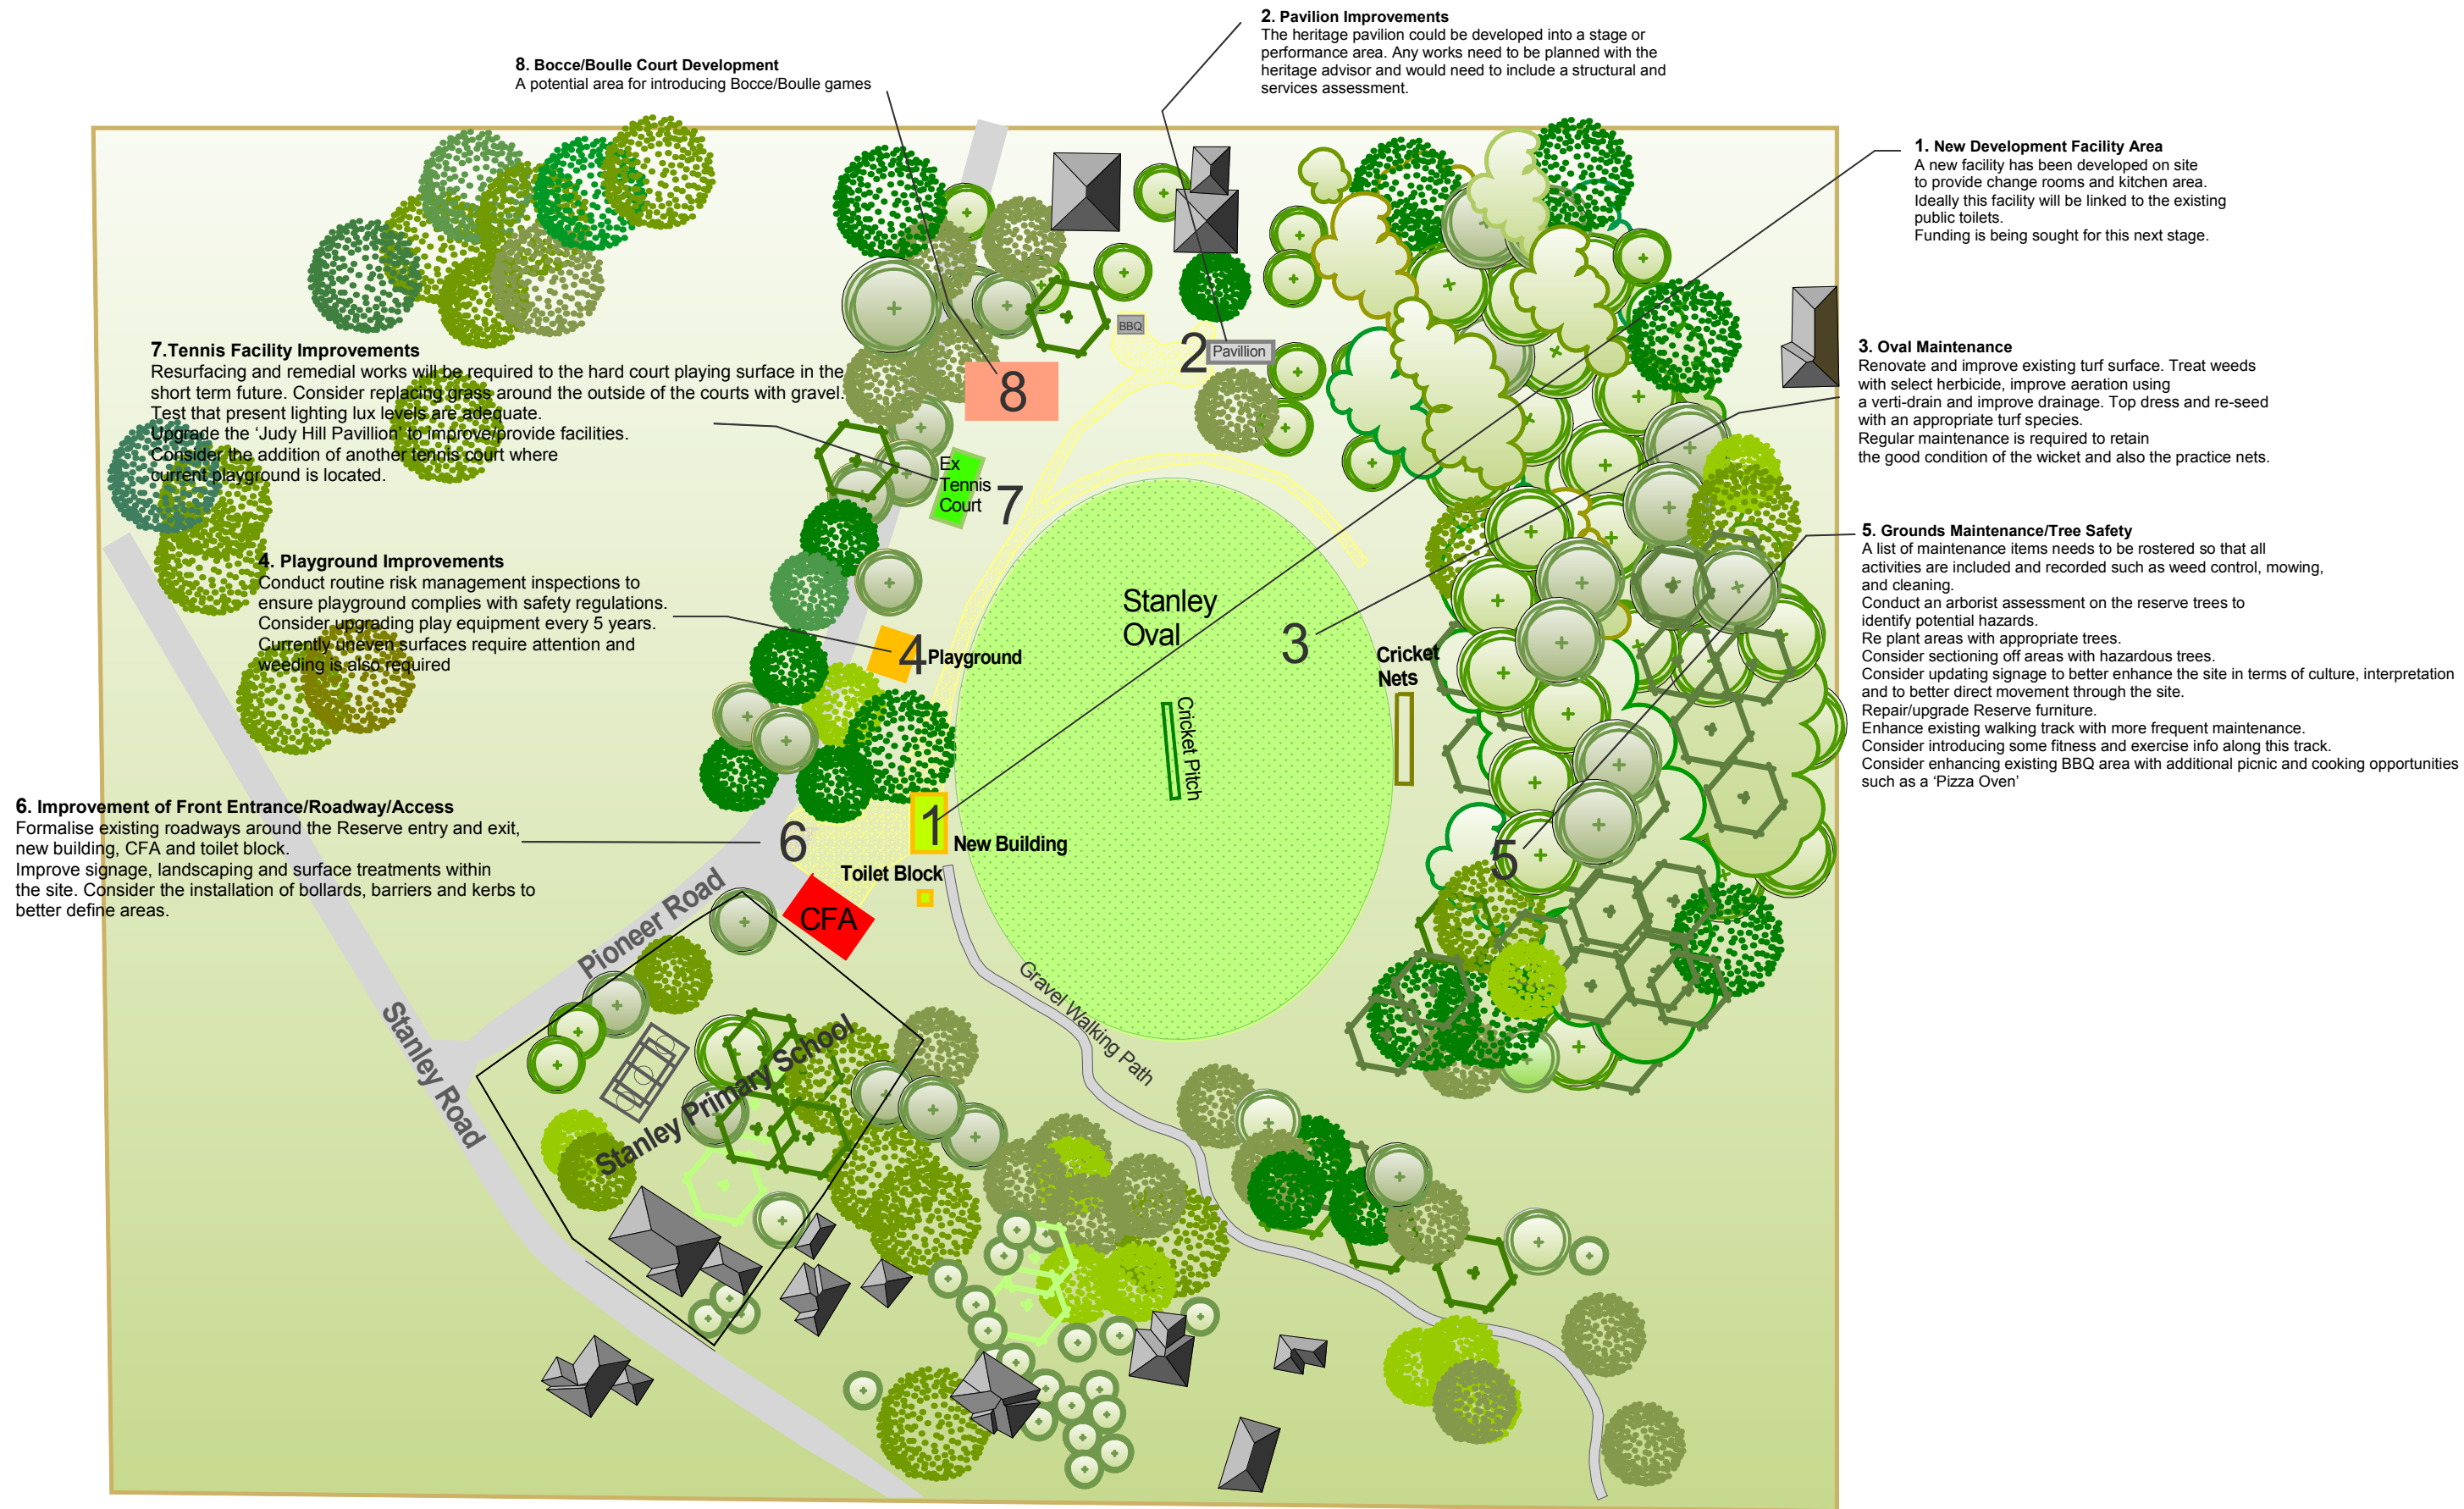 2. Pavilion Improvements
The heritage pavilion could be developed into a stage or
performance area. Any works need to be planned with the
heritage advisor and would need to include a structural and
services assessment.
8. Bocce/Boulle Court Development
A potential area for introducing Bocce/Boulle games
1. New Development Facility Area
A new facility has been developed on site
to provide change rooms and kitchen area.
Ideally this facility will be linked to the existing
public toilets.
Funding is being sought for this next stage.
3. Oval Maintenance
Renovate and improve existing turf surface. Treat weeds
with select herbicide, improve aeration using
a verti-drain and improve drainage. Top dress and re-seed
with an appropriate turf species.
Regular maintenance is required to retain
the good condition of the wicket and also the practice nets.
7.Tennis Facility Improvements
Resurfacing and remedial works will be required to the hard court playing surface in the
short term future. Consider replacing grass around the outside of the courts with gravel.
Test that present lighting lux levels are adequate.
Upgrade the ‘Judy Hill Pavillion’ to improve/provide facilities.
Consider the addition of another tennis court where
current playground is located.
5. Grounds Maintenance/Tree Safety
A list of maintenance items needs to be rostered so that all
activities are included and recorded such as weed control, mowing,
and cleaning.
Conduct an arborist assessment on the reserve trees to
identify potential hazards.
Re plant areas with appropriate trees.
Consider sectioning off areas with hazardous trees.
Consider updating signage to better enhance the site in terms of culture, interpretation
and to better direct movement through the site.
Repair/upgrade Reserve furniture.
Enhance existing walking track with more frequent maintenance.
Consider introducing some fitness and exercise info along this track.
Consider enhancing existing BBQ area with additional picnic and cooking opportunities
such as a ‘Pizza Oven’
4. Playground Improvements
Conduct routine risk management inspections to
ensure playground complies with safety regulations.
Consider upgrading play equipment every 5 years.
Currently uneven surfaces require attention and
weeding is also required
6. Improvement of Front Entrance/Roadway/Access
Formalise existing roadways around the Reserve entry and exit,
new building, CFA and toilet block.
Improve signage, landscaping and surface treatments within
the site. Consider the installation of bollards, barriers and kerbs to
better define areas.
BBQ
2
Pavillion
8
Ex
Tennis
Court
7
Stanley
Oval
3
4
Playground
Cricket
Nets
Cricket Pitch
1
New Building
6
Toilet Block
5
CFA
Pioneer Road
Stanley Road
Gravel Walking Path
Stanley Primary School